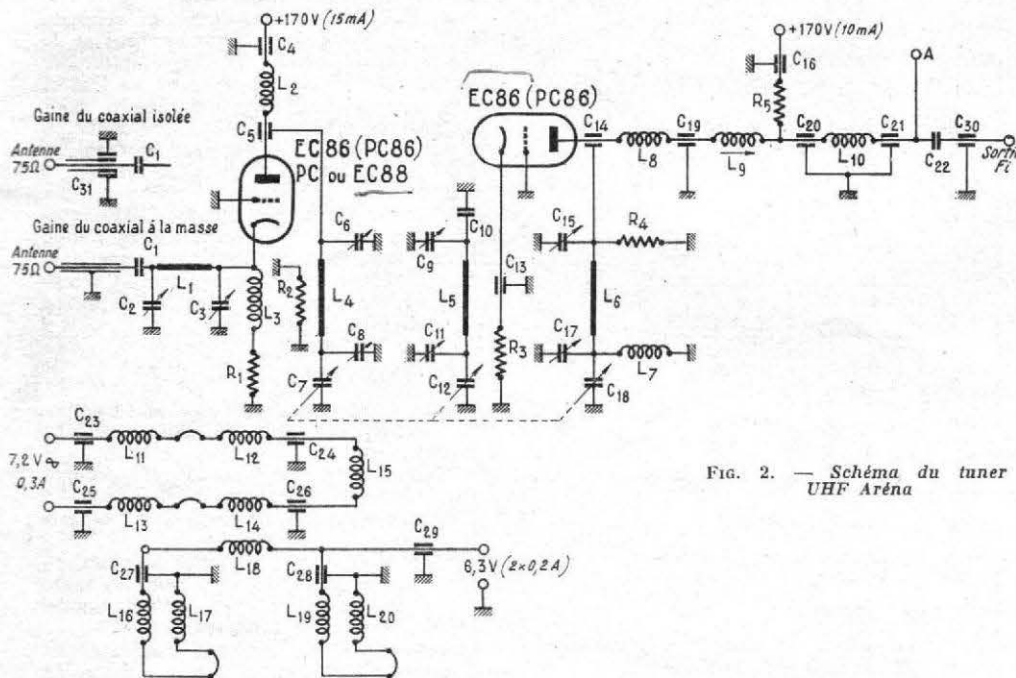 +170V (15mA)
C4
L2
C5
Gaine du coaxial isolée
Antenne
75Ω
C1
C31
EC86 (PC86)
PC ou EC88
Gaine du coaxial à la masse
Antenne
75Ω
C1
L1
C2
C3
L3
R1
R2
L4
C6
C8
C7
C9
C10
L5
C11
C12
EC86 (PC86)
C13
R3
C14
C15
R4
L6
C17
L7
C18
L8
C19
L9
+170V (10mA)
C16
R5
C20
L10
C21
A
C22
C30
Sortie
Fi
C23
L11
L12
C24
7,2V ~
0,3A
L15
C25
L13
L14
C26
C29
L18
6,3V (2×0,2A)
C27
C28
L16
L17
L19
L20
FIG. 2. — Schéma du tuner
UHF Aréna